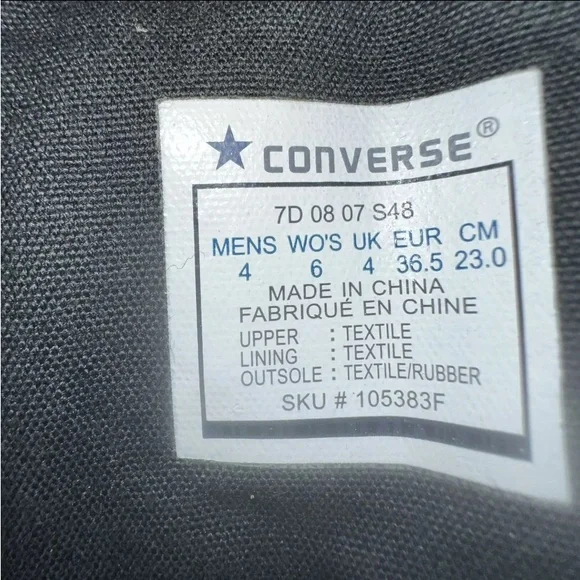 CONVERSE®
7D 08 07 S48
MENS WO'S UK EUR CM
4 6 4 36.5 23.0
MADE IN CHINA
FABRIQUÉ EN CHINE
UPPER : TEXTILE
LINING : TEXTILE
OUTSOLE : TEXTILE/RUBBER
SKU # 105383F